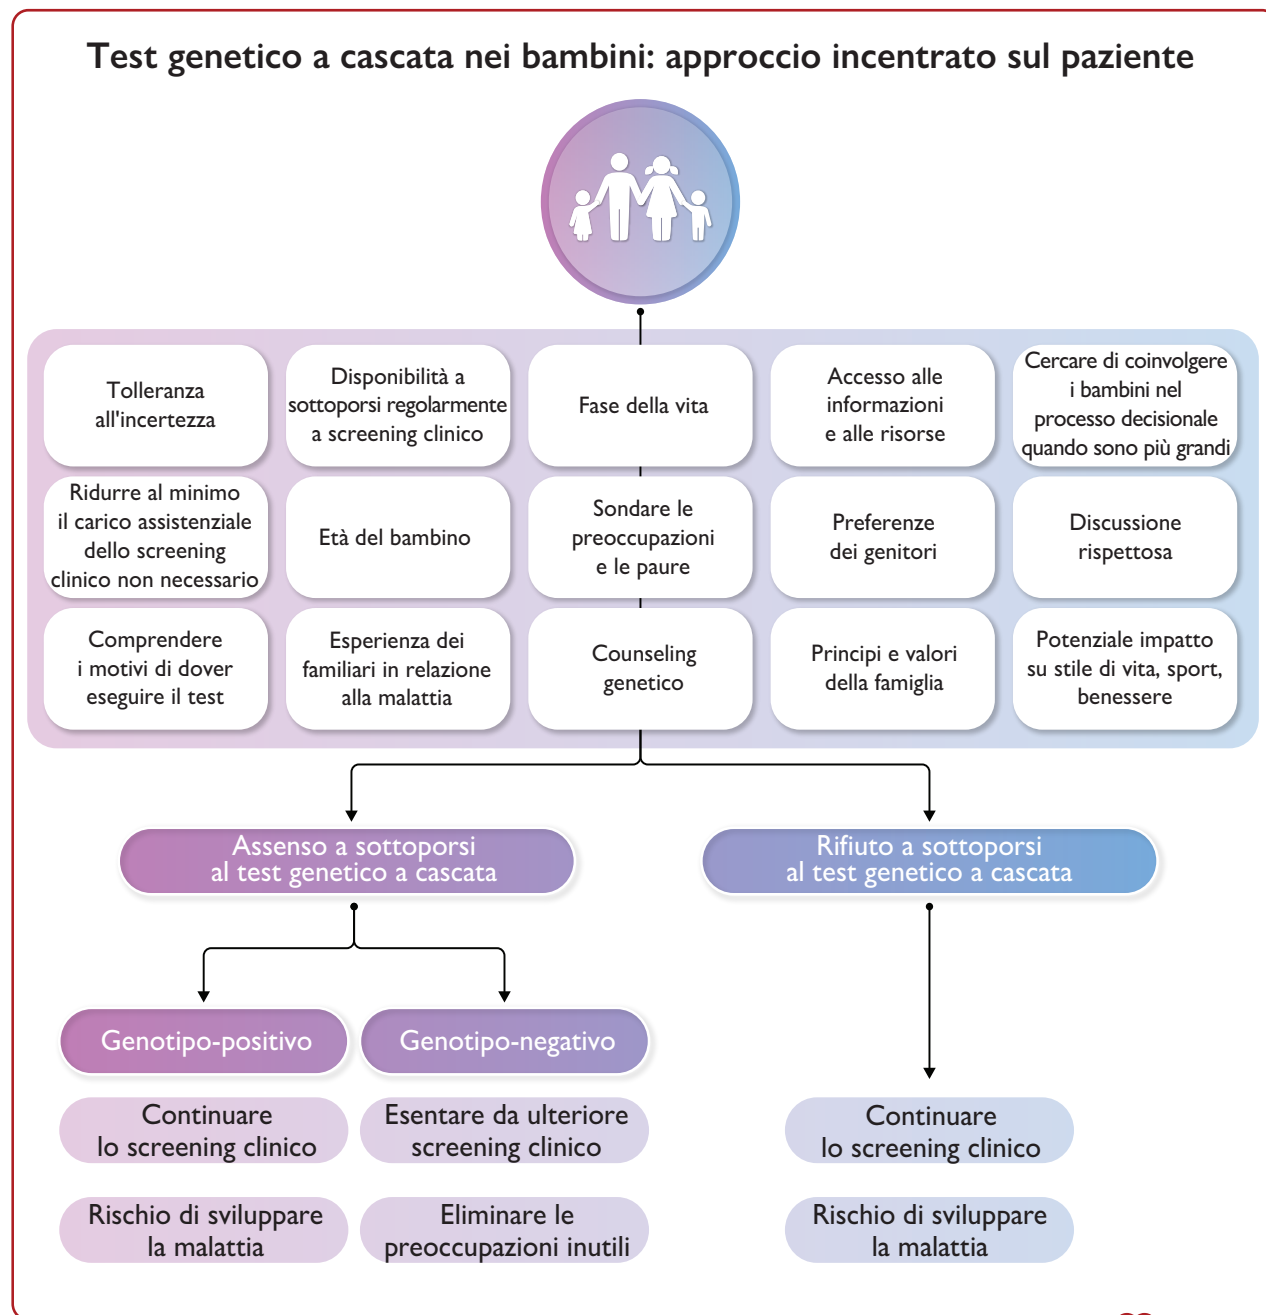 Test genetico a cascata nei bambini: approccio incentrato sul paziente
Tolleranza
all'incertezza
Disponibilità a
sottoporsi regolarmente
a screening clinico
Fase della vita
Accesso alle
informazioni
e alle risorse
Cercare di coinvolgere
i bambini nel
processo decisionale
quando sono più grandi
Ridurre al minimo
il carico assistenziale
dello screening
clinico non necessario
Età del bambino
Sondare le
preoccupazioni
e le paure
Preferenze
dei genitori
Discussione
rispettosa
Comprendere
i motivi di dover
eseguire il test
Esperienza dei
familiari in relazione
alla malattia
Counseling
genetico
Principi e valori
della famiglia
Potenziale impatto
su stile di vita, sport,
benessere
Assenso a sottoporsi
al test genetico a cascata
Rifiuto a sottoporsi
al test genetico a cascata
Genotipo-positivo
Genotipo-negativo
Continuare
lo screening clinico
Esentare da ulteriore
screening clinico
Continuare
lo screening clinico
Rischio di sviluppare
la malattia
Eliminare le
preoccupazioni inutili
Rischio di sviluppare
la malattia